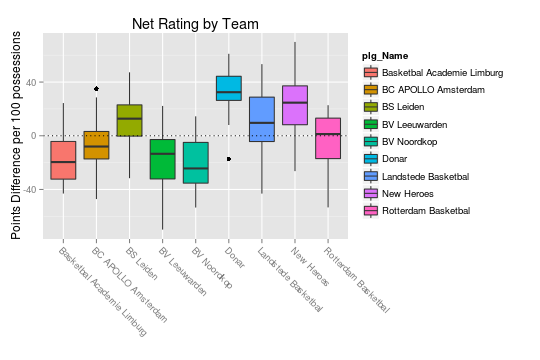 Net Rating by Team
Points Difference per 100 possessions
40
0
-40
Basketbal Academie Limburg
BC APOLLO Amsterdam
BS Leiden
BV Leeuwarden
BV Noordkop
Donar
Landstede Basketbal
New Heroes
Rotterdam Basketbal
plg_Name
Basketbal Academie Limburg
BC APOLLO Amsterdam
BS Leiden
BV Leeuwarden
BV Noordkop
Donar
Landstede Basketbal
New Heroes
Rotterdam Basketbal